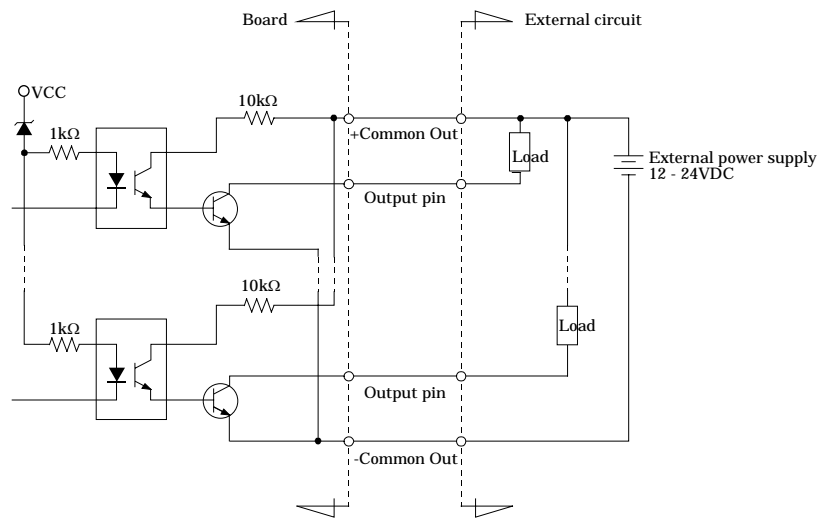 Board
External circuit
VCC
10kΩ
1kΩ
+Common Out
Load
External power supply
12 - 24VDC
Output pin
10kΩ
1kΩ
Load
Output pin
-Common Out